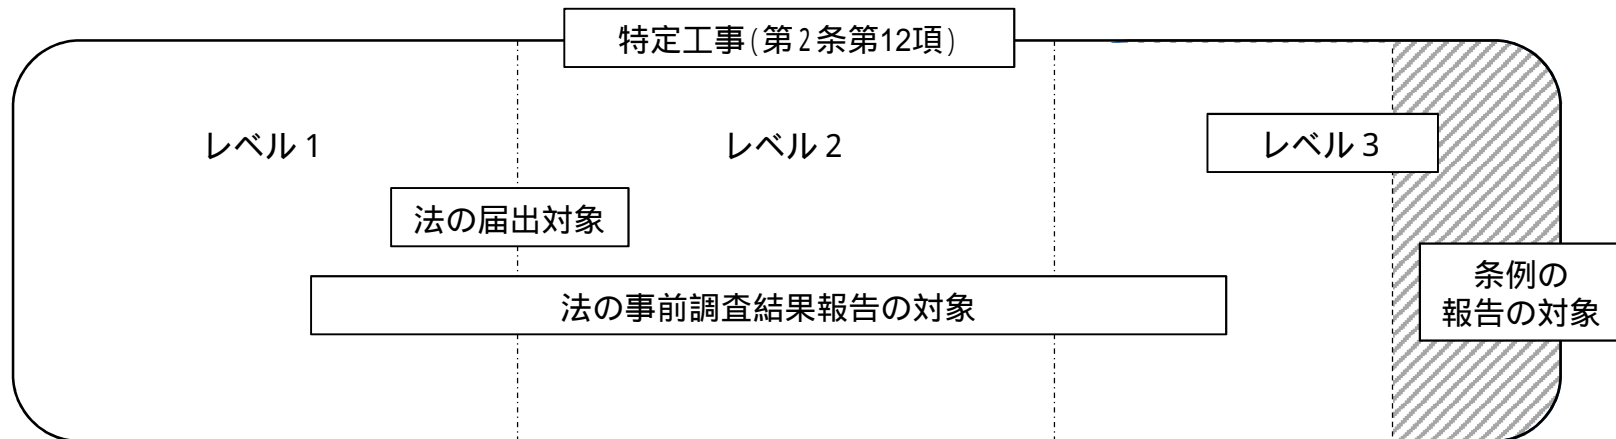 特定工事(第2条第12項)
レベル1
レベル2
レベル3
法の届出対象
法の事前調査結果報告の対象
条例の
報告の対象